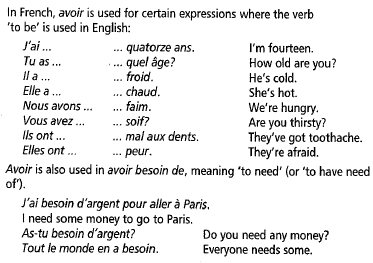 In French, avoir is used for certain expressions where the verb
'to be' is used in English:
J'ai ... ... quatorze ans. I'm fourteen.
Tu as ... ... quel âge? How old are you?
Il a ... ... froid. He's cold.
Elle a ... ... chaud. She's hot.
Nous avons ... ... faim. We're hungry.
Vous avez ... ... soif? Are you thirsty?
Ils ont ... ... mal aux dents. They've got toothache.
Elles ont ... ... peur. They're afraid.
Avoir is also used in avoir besoin de, meaning 'to need' (or 'to have
need of').
J'ai besoin d'argent pour aller à Paris.
I need some money to go to Paris.
As-tu besoin d'argent? Do you need any money?
Tout le monde en a besoin. Everyone needs some.